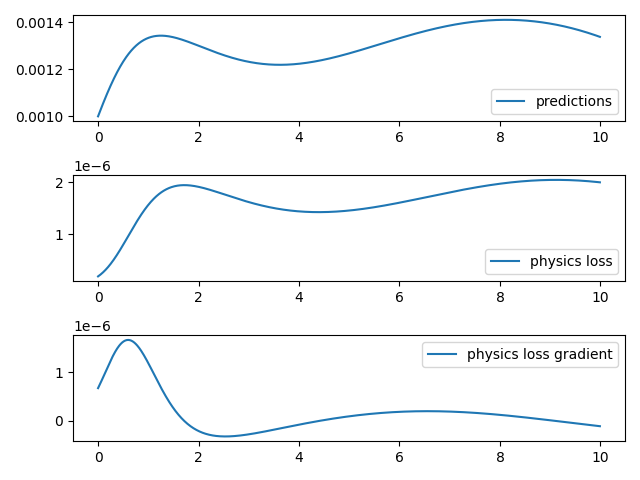 0.0014
0.0012
0.0010
predictions
0 2 4 6 8 10
1e−6
2
1
physics loss
0 2 4 6 8 10
1e−6
physics loss gradient
1
0
0 2 4 6 8 10